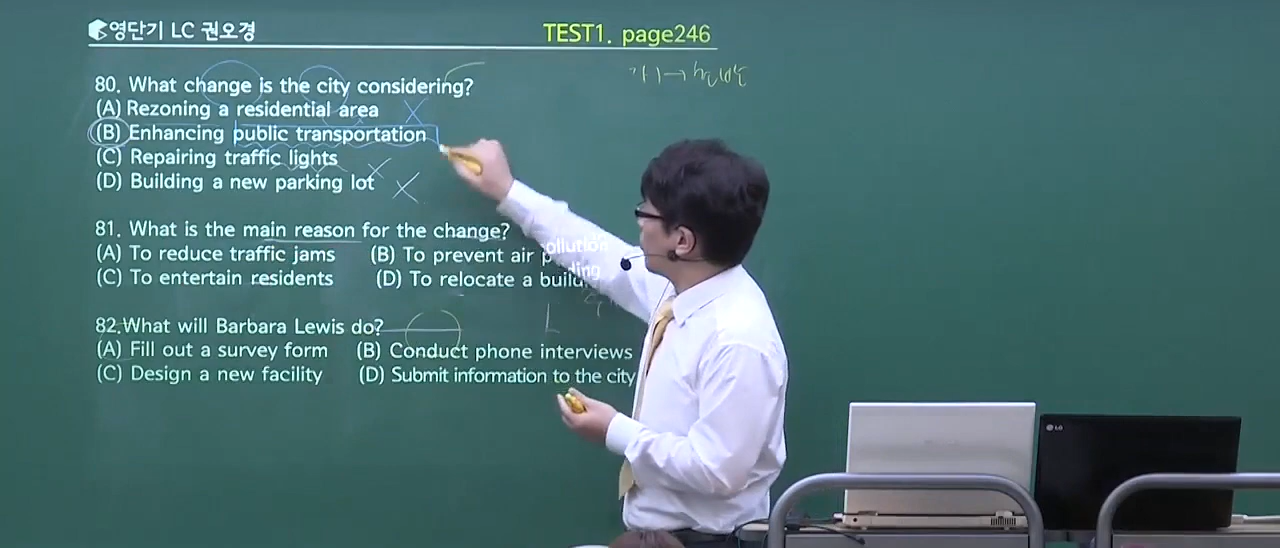 영단기 LC 권오경
TEST1. page246
80. What change is the city considering?
(A) Rezoning a residential area
(B) Enhancing public transportation
(C) Repairing traffic lights
(D) Building a new parking lot
81. What is the main reason for the change?
(A) To reduce traffic jams (B) To prevent air pollution
(C) To entertain residents (D) To relocate a building
82.What will Barbara Lewis do?
(A) Fill out a survey form (B) Conduct phone interviews
(C) Design a new facility (D) Submit information to the city
LG